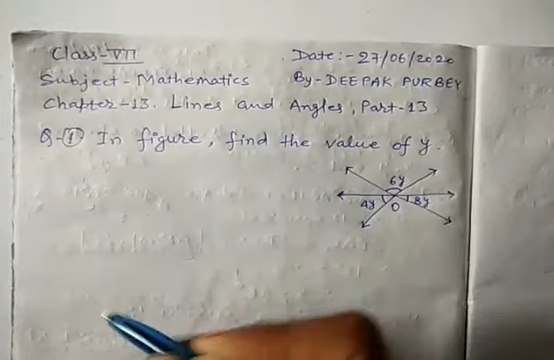 Class-VII Date:-27/06/2020
Subject-Mathematics By-DEEPAK PURBEY
Chapter-13. Lines and Angles, Part-13
Q-① In figure, find the value of y.
6y
4y 8y
O